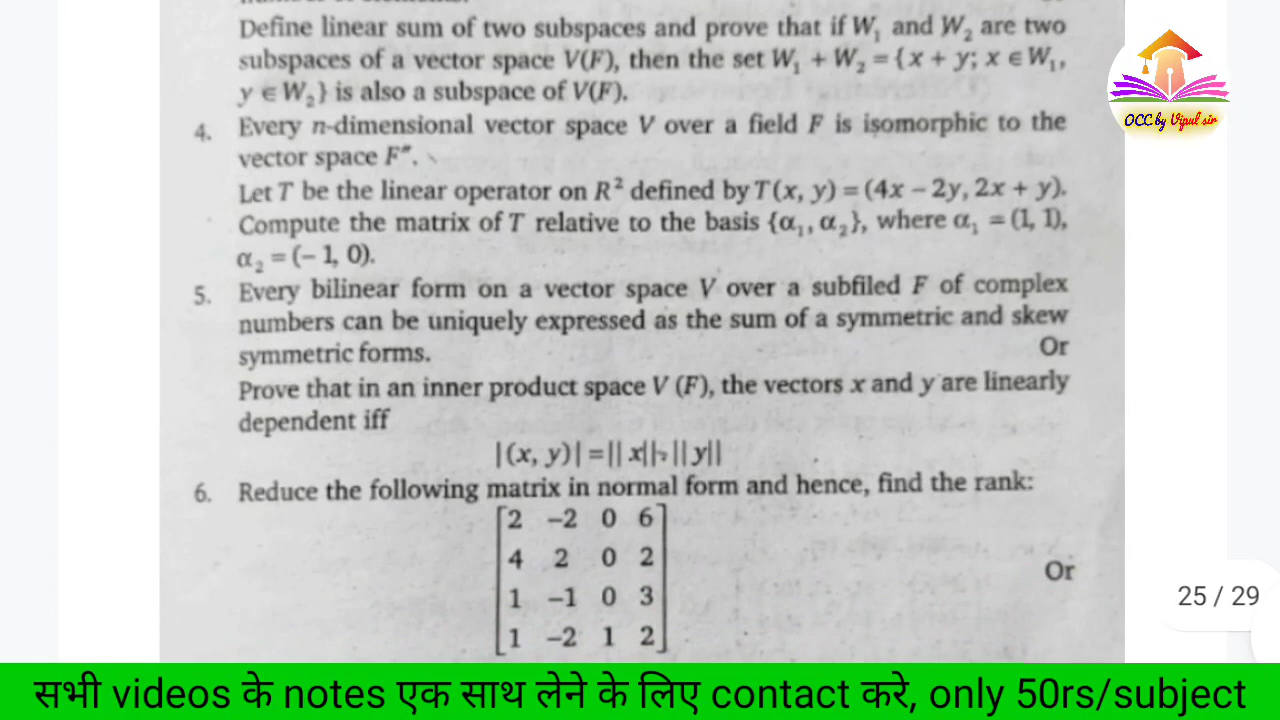 Define linear sum of two subspaces and prove that if W₁ and W₂ are two
subspaces of a vector space V(F), then the set W₁ + W₂ = {x + y; x ∈ W₁,
y ∈ W₂} is also a subspace of V(F).
4. Every n-dimensional vector space V over a field F is isomorphic to the
vector space Fⁿ.
Let T be the linear operator on R² defined by T(x, y) = (4x – 2y, 2x + y).
Compute the matrix of T relative to the basis {α₁, α₂}, where α₁ = (1, 1),
α₂ = (– 1, 0).
5. Every bilinear form on a vector space V over a subfiled F of complex
numbers can be uniquely expressed as the sum of a symmetric and skew
symmetric forms.
Or
Prove that in an inner product space V (F), the vectors x and y are linearly
dependent iff
|(x, y)| = || x||·|| y||
6. Reduce the following matrix in normal form and hence, find the rank:
2 –2 0 6
4 2 0 2
1 –1 0 3
1 –2 1 2
Or
OCC by Vipul sir
25 / 29
सभी videos के notes एक साथ लेने के लिए contact करे, only 50rs/subject